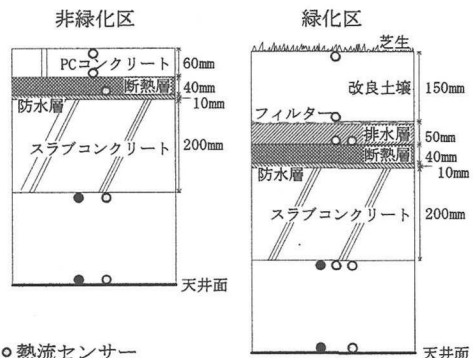 非緑化区
PCコンクリート
60mm
断熱層
40mm
防水層
10mm
スラブコンクリート
200mm
天井面
熱流センサー
緑化区
芝生
改良土壌
150mm
フィルター
排水層
50mm
断熱層
40mm
防水層
10mm
スラブコンクリート
200mm
天井面